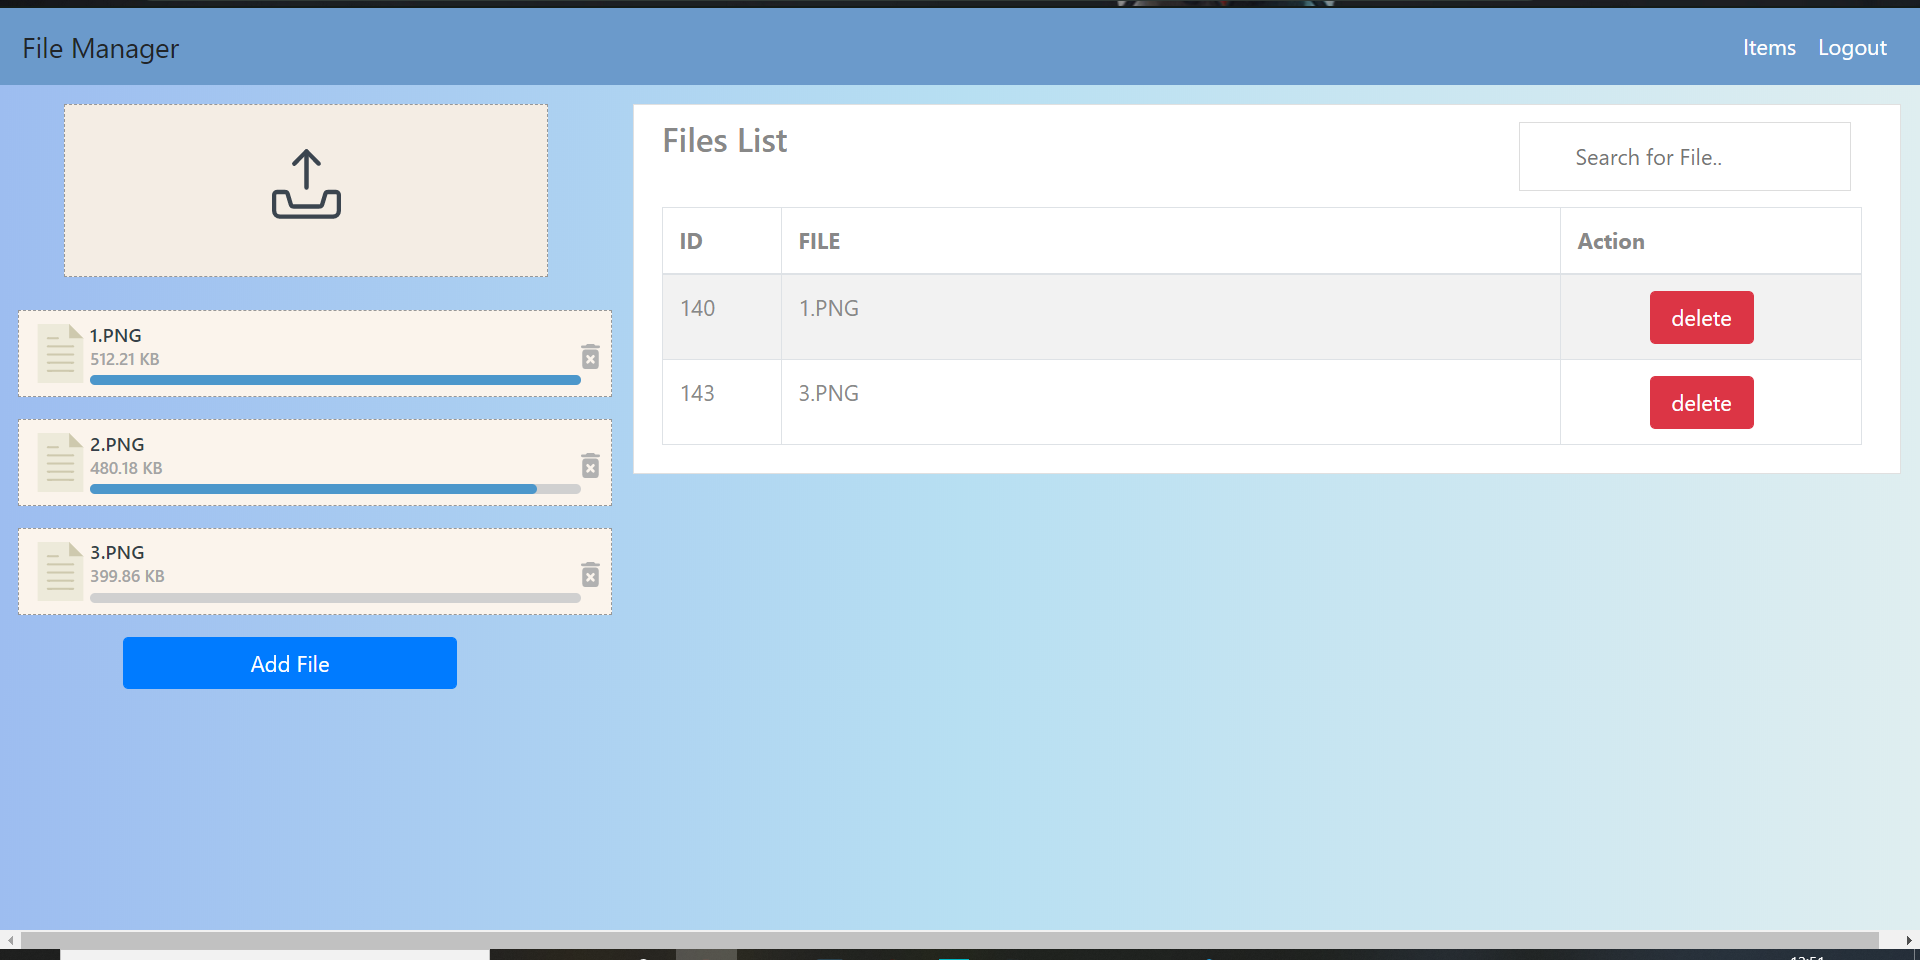 File Manager
Items Logout
1.PNG
512.21 KB
2.PNG
480.18 KB
3.PNG
399.86 KB
Add File
Files List
Search for File..
ID FILE Action
140 1.PNG delete
143 3.PNG delete